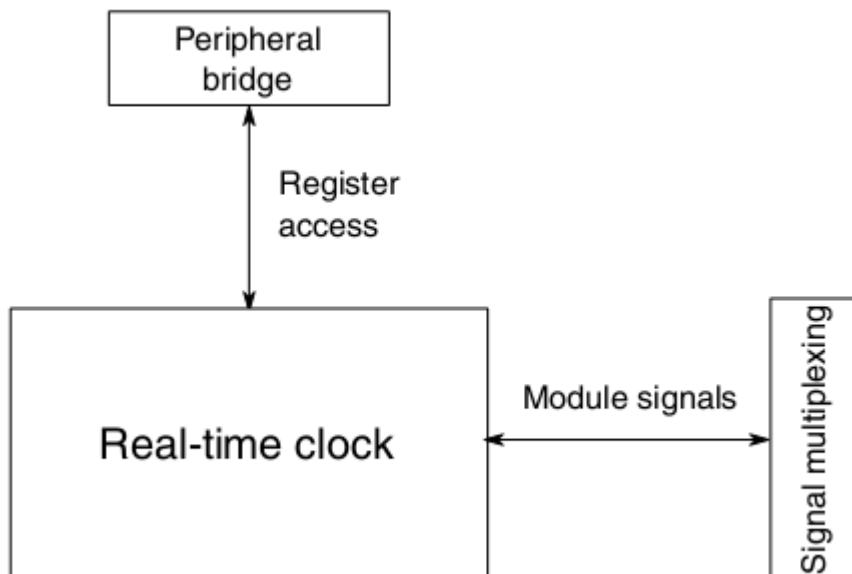 Peripheral
bridge
Register
access
Real-time clock
Module signals
Signal multiplexing